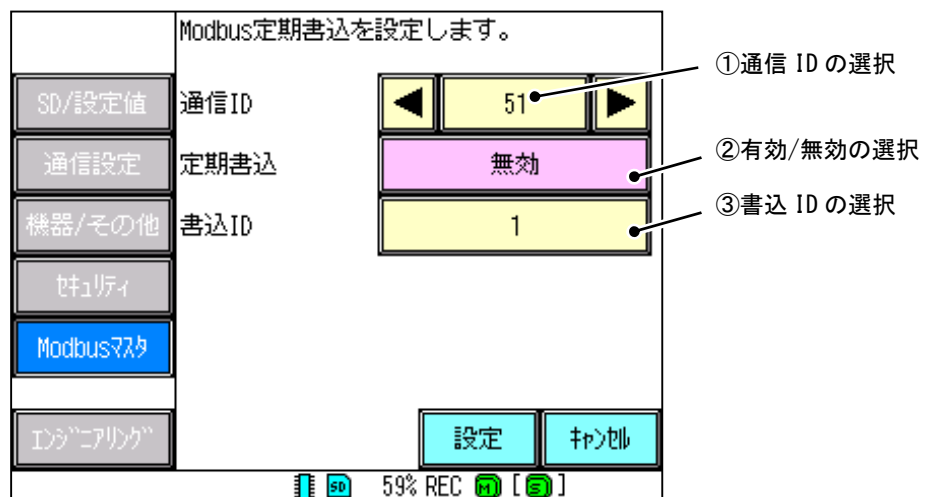 Modbus定期書込を設定します。
①通信 ID の選択
SD/設定値
通信ID
◀
51
▶
通信設定
定期書込
無効
②有効/無効の選択
機器/その他
書込ID
1
③書込 ID の選択
ｾｷｭﾘﾃｨ
Modbusﾏｽﾀ
ｴﾝｼﾞﾆｱﾘﾝｸﾞ
設定
ｷｬﾝｾﾙ
SD 59% REC M [S]